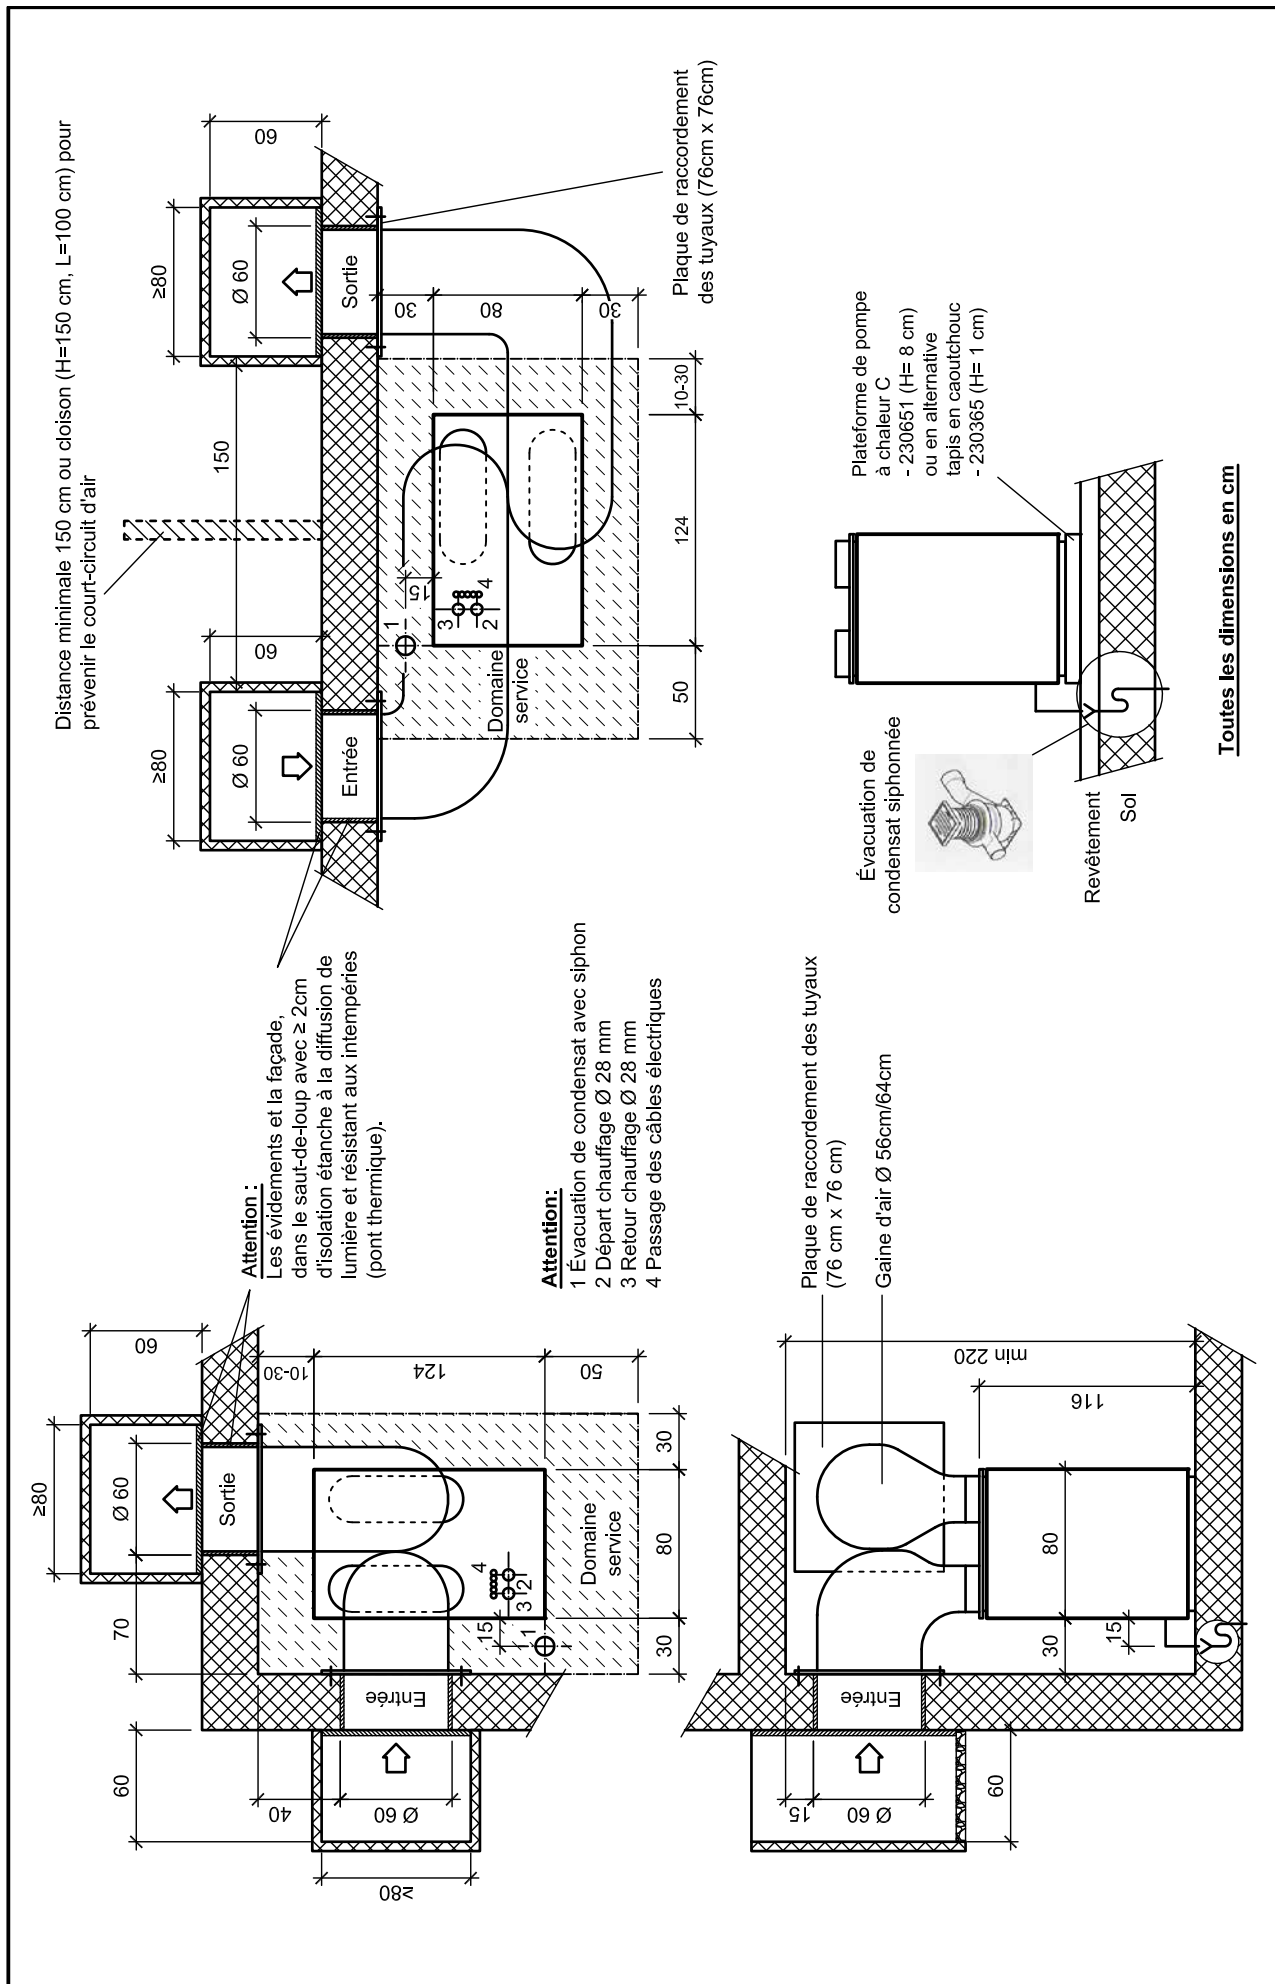 ≥80
Ø 60
Sortie
60
70
60
Entrée
40
Ø 60
≥80
10-30
124
50
30
80
30
15
1
2
3
4
Domaine
service
Attention :
Les évidements et la façade,
dans le saut-de-loup avec ≥ 2cm
d'isolation étanche à la diffusion de
lumière et résistant aux intempéries
(pont thermique).
Attention:
1 Évacuation de condensat avec siphon
2 Départ chauffage Ø 28 mm
3 Retour chauffage Ø 28 mm
4 Passage des câbles électriques
Distance minimale 150 cm ou cloison (H=150 cm, L=100 cm) pour
prévenir le court-circuit d'air
≥80
Ø 60
Entrée
60
150
≥80
Ø 60
Sortie
60
30
80
30
15
1
3
2
4
Domaine
service
50
124
10-30
Plaque de raccordement
des tuyaux (76cm x 76cm)
Plaque de raccordement des tuyaux
(76 cm x 76 cm)
Gaine d'air Ø 56cm/64cm
15
Ø 60
Entrée
60
min 220
116
80
30
15
Évacuation de
condensat siphonnée
Revêtement
Sol
Plateforme de pompe
à chaleur C
- 230651 (H= 8 cm)
ou en alternative
tapis en caoutchouc
- 230365 (H= 1 cm)
Toutes les dimensions en cm